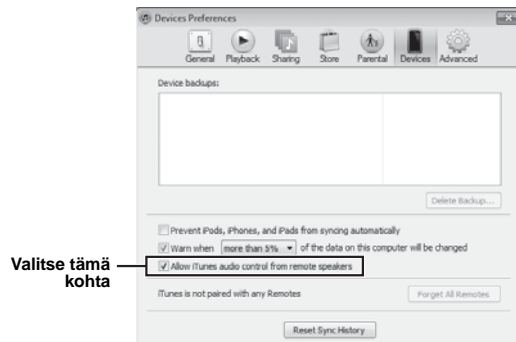 Devices Preferences
General Playback Sharing Store Parental Devices Advanced
Device backups:
Delete Backup...
Prevent iPods, iPhones, and iPads from syncing automatically
Warn when more than 5% of the data on this computer will be changed
Valitse tämä
kohta
Allow iTunes audio control from remote speakers
iTunes is not paired with any Remotes
Forget All Remotes
Reset Sync History